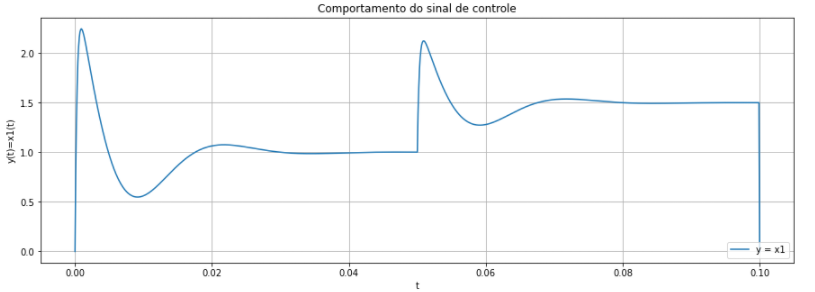 Comportamento do sinal de controle
y(t)=x1(t)
2.0
1.5
1.0
0.5
0.0
0.00 0.02 0.04 0.06 0.08 0.10
t
y = x1